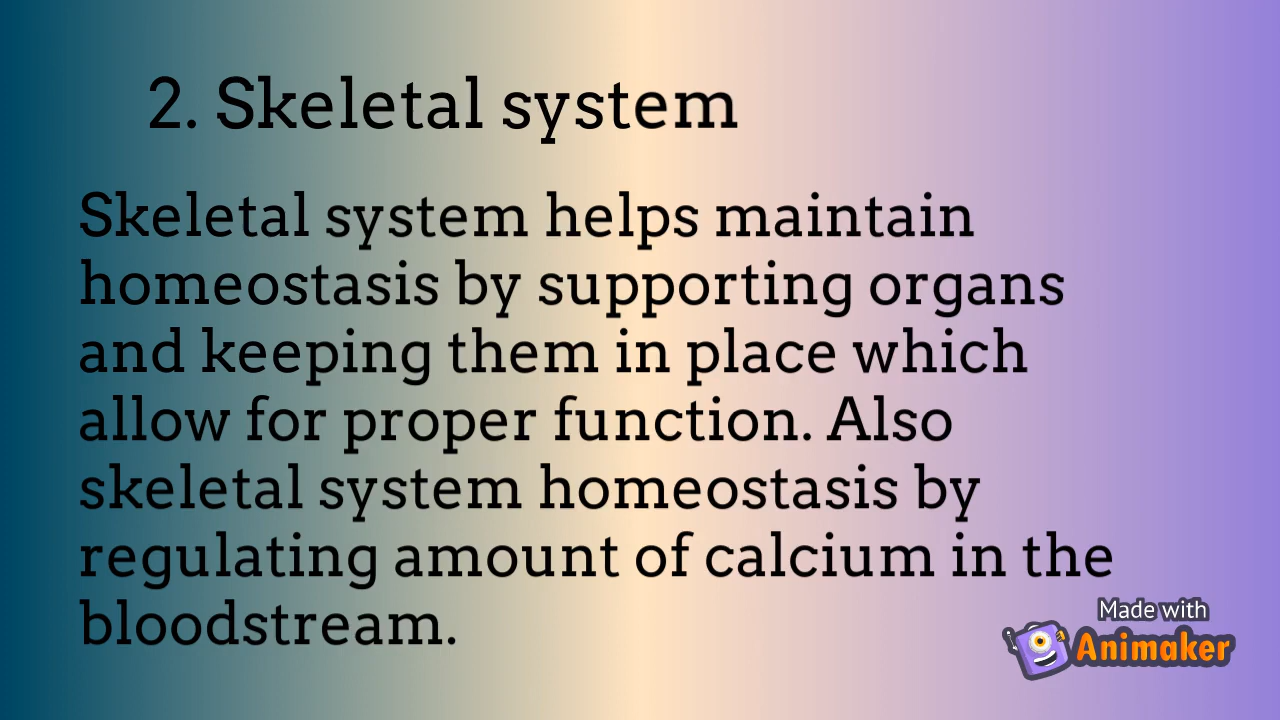 2. Skeletal system
Skeletal system helps maintain
homeostasis by supporting organs
and keeping them in place which
allow for proper function. Also
skeletal system homeostasis by
regulating amount of calcium in the
bloodstream.
Made with
Animaker